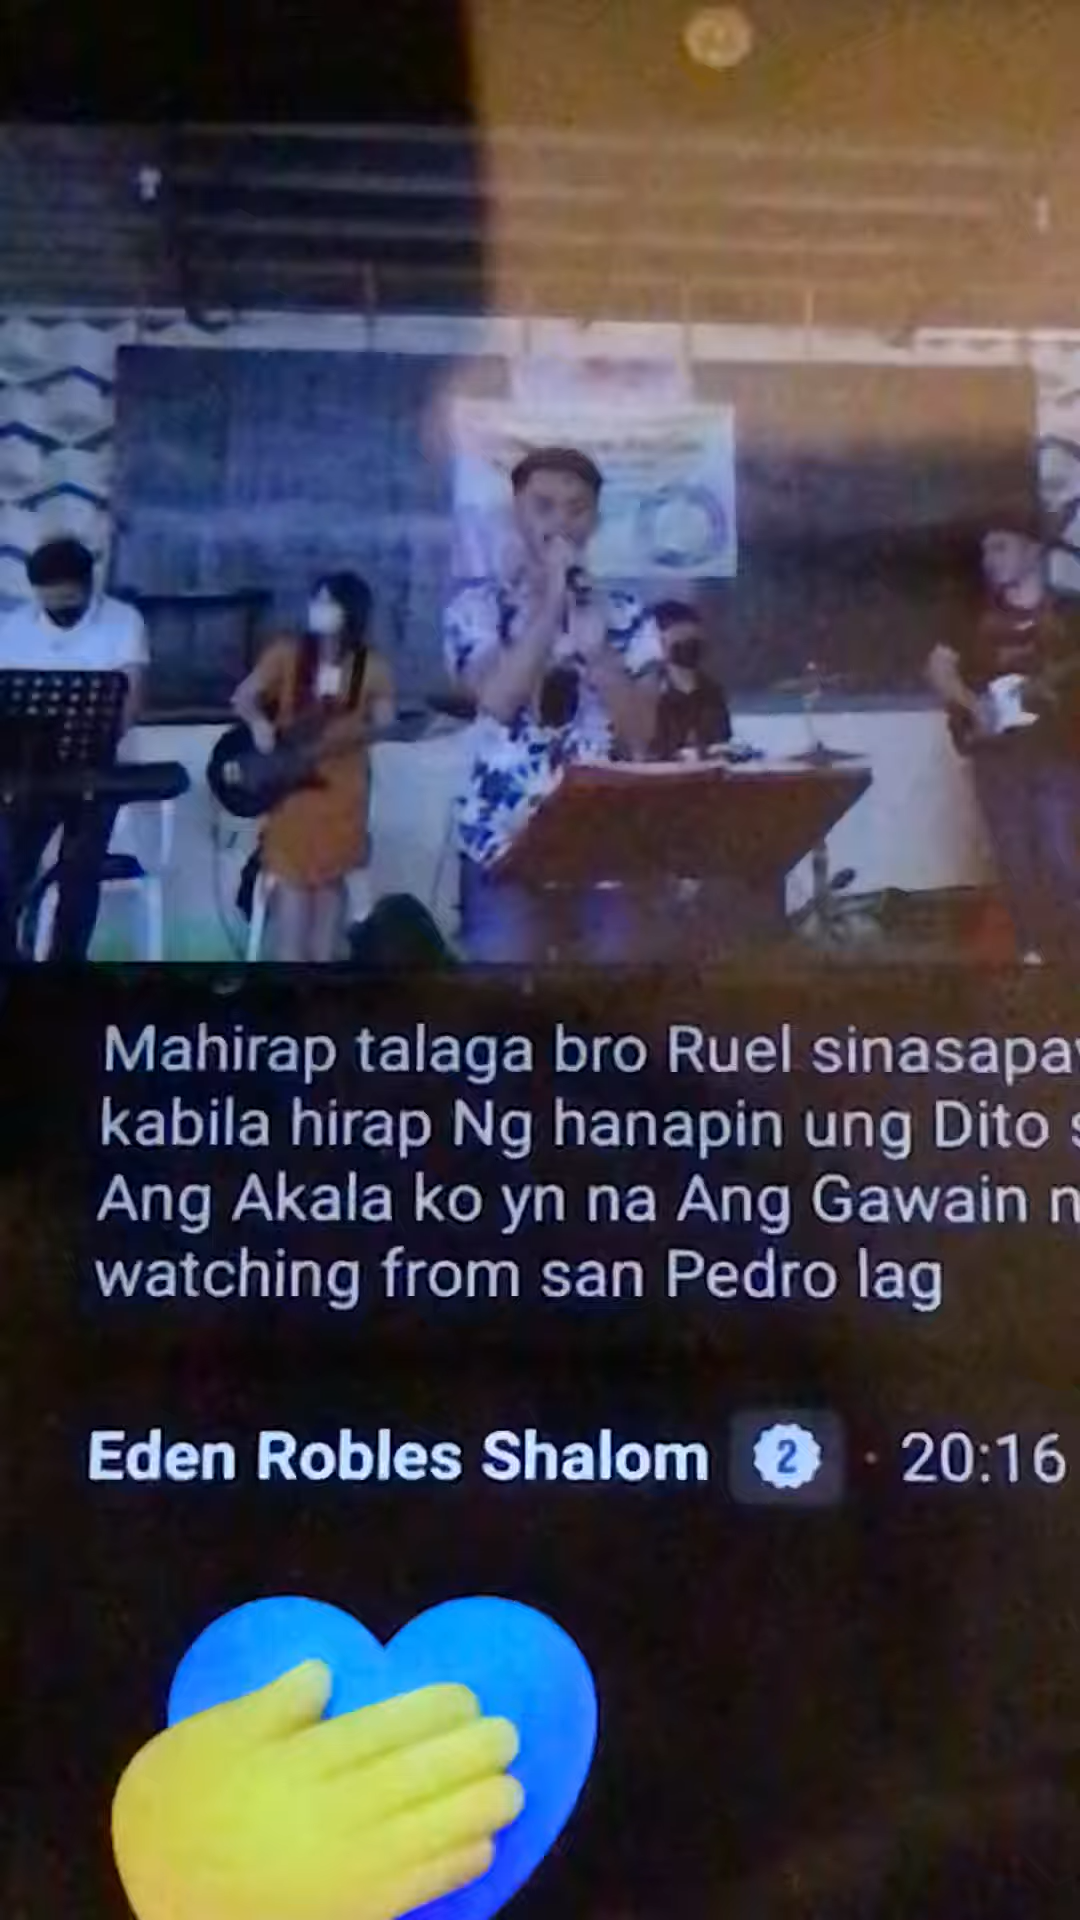 Mahirap talaga bro Ruel
kabila hirap Ng hanapin ung Dito
Ang Akala ko yn na Ang Gawain
watching from san Pedro lag
Eden Robles Shalom 2 · 20:16